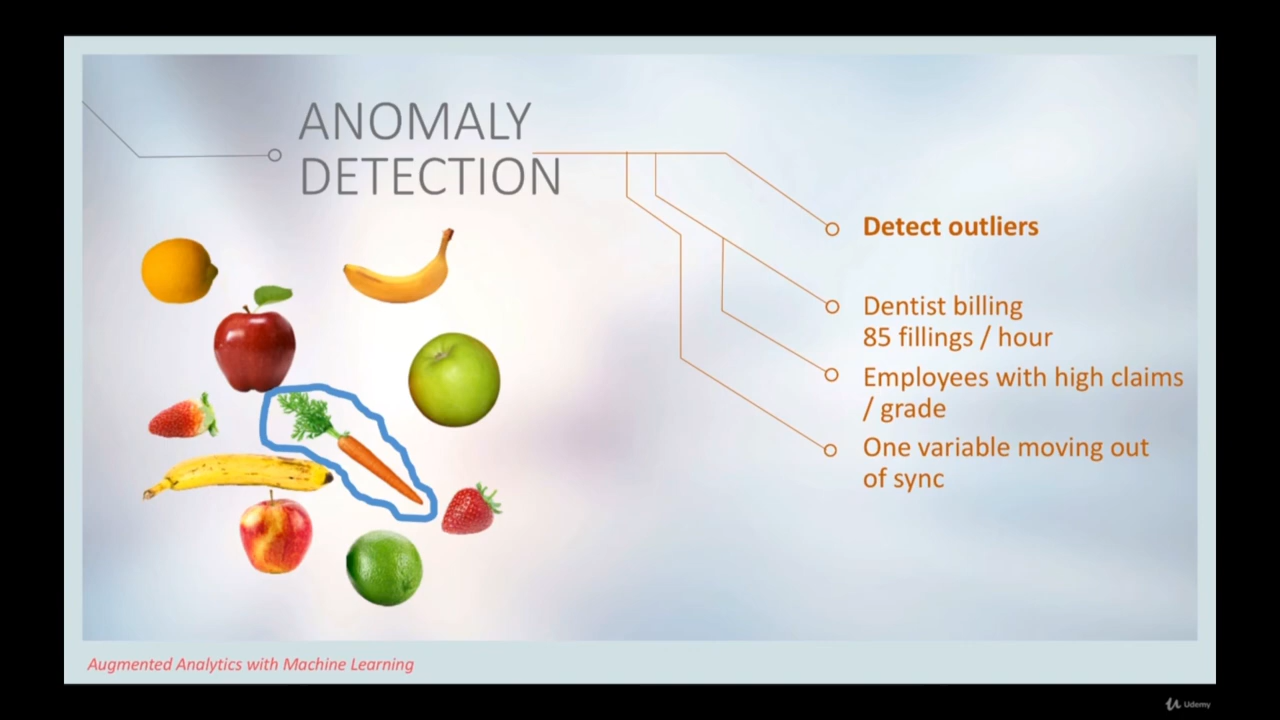 ANOMALY
DETECTION
Detect outliers
Dentist billing
85 fillings / hour
Employees with high claims
/ grade
One variable moving out
of sync
Augmented Analytics with Machine Learning
Udemy